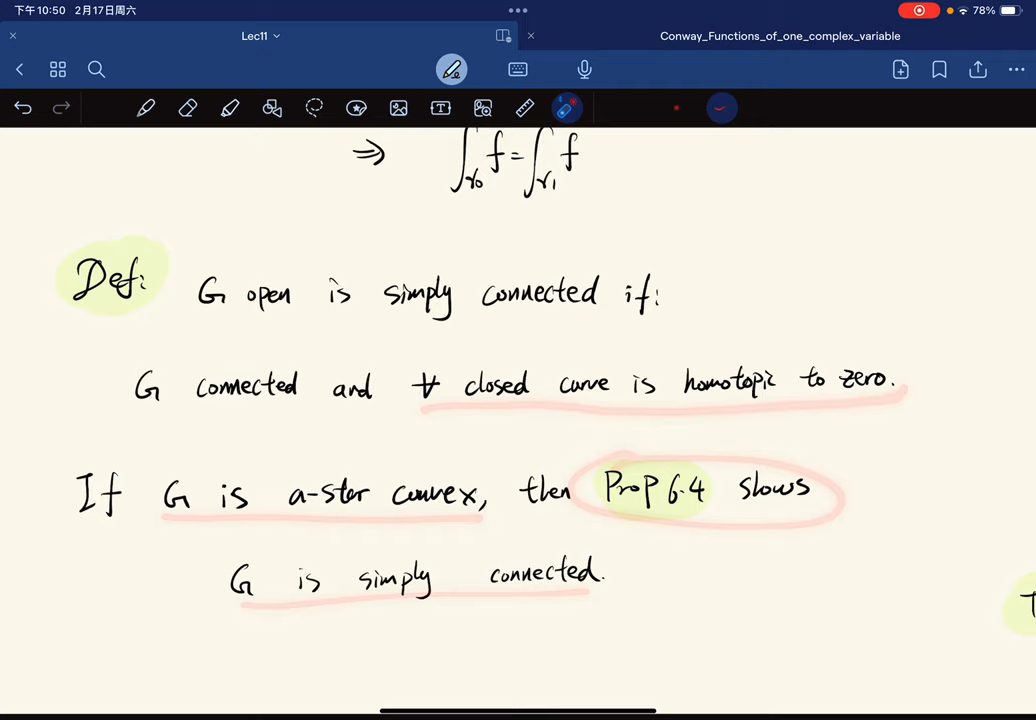 下午10:50 2月17日周六
78%
Lec11
Conway_Functions_of_one_complex_variable
⇒ ∫γ0 f = ∫γ1 f
Def:
G open is simply connected if:
G connected and ∀ closed curve is homotopic to zero.
If G is a-star convex, then Prop 6.4 shows
G is simply connected.